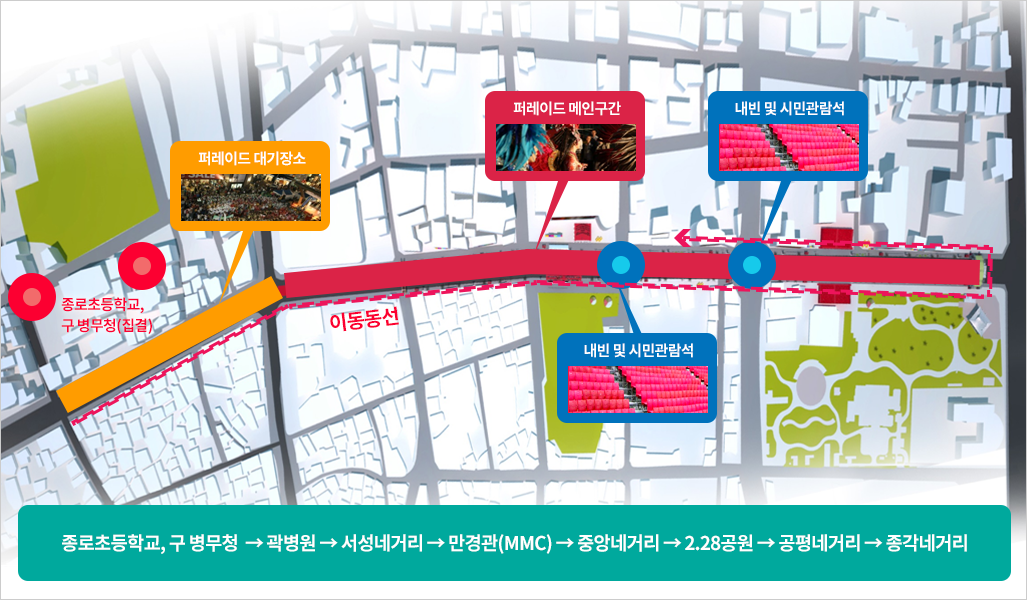 퍼레이드 메인구간
내빈 및 시민관람석
퍼레이드 대기장소
종로초등학교,
구 병무청(집결)
이동동선
내빈 및 시민관람석
종로초등학교, 구 병무청 → 곽병원 → 서성네거리 → 만경관(MMC) → 중앙네거리 → 2.28공원 → 공평네거리 → 종각네거리